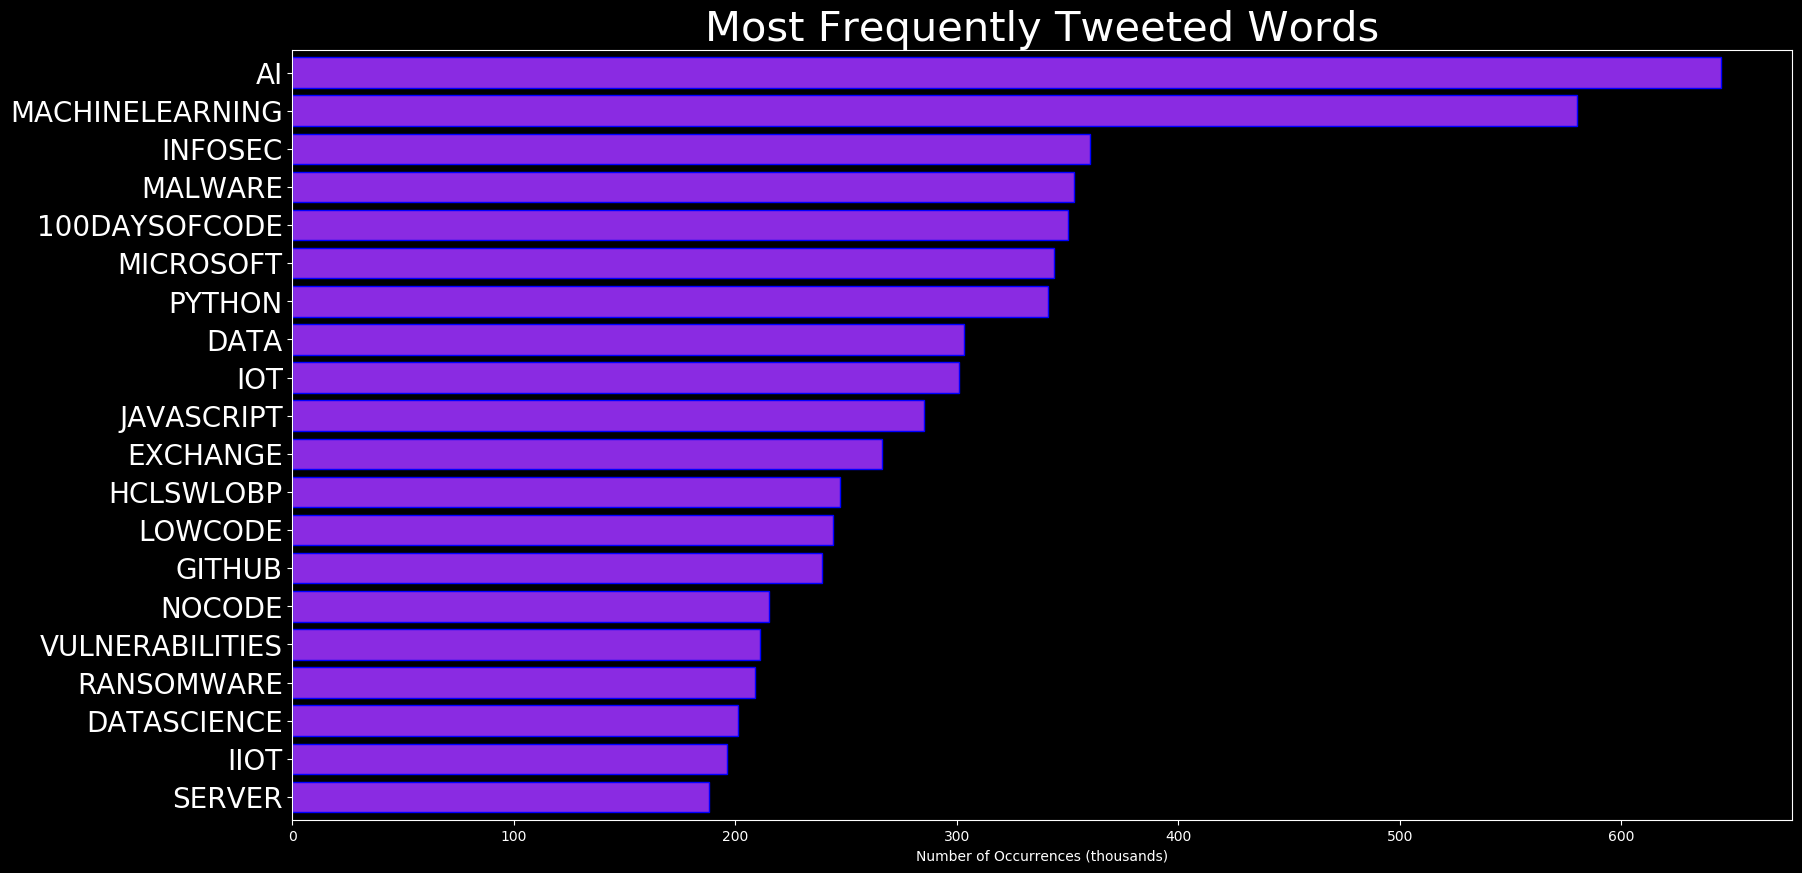 Most Frequently Tweeted Words
AI
MACHINELEARNING
INFOSEC
MALWARE
100DAYSOFCODE
MICROSOFT
PYTHON
DATA
IOT
JAVASCRIPT
EXCHANGE
HCLSWLOBP
LOWCODE
GITHUB
NOCODE
VULNERABILITIES
RANSOMWARE
DATASCIENCE
IIOT
SERVER
0 100 200 300 400 500 600
Number of Occurrences (thousands)